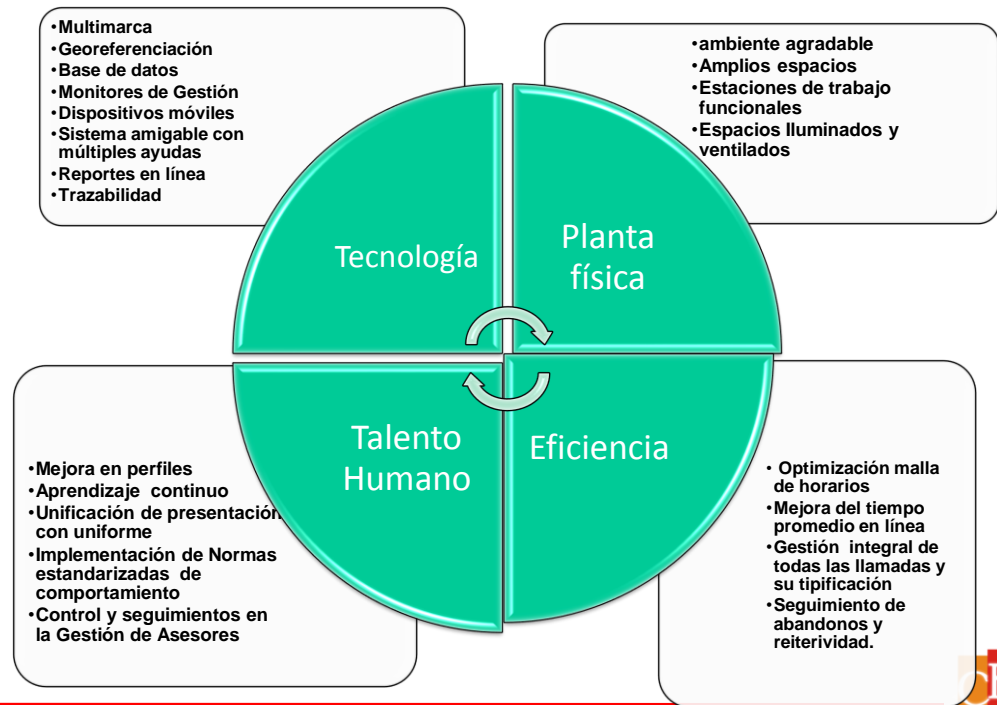 •Multimarca
•Georeferenciación
•Base de datos
•Monitores de Gestión
•Dispositivos móviles
•Sistema amigable con
múltiples ayudas
•Reportes en línea
•Trazabilidad
•ambiente agradable
•Amplios espacios
•Estaciones de trabajo
funcionales
•Espacios Iluminados y
ventilados
Tecnología
Planta
física
Talento
Humano
Eficiencia
•Mejora en perfiles
•Aprendizaje continuo
•Unificación de presentación
con uniforme
•Implementación de Normas
estandarizadas de
comportamiento
•Control y seguimientos en
la Gestión de Asesores
• Optimización malla
de horarios
•Mejora del tiempo
promedio en línea
•Gestión integral de
todas las llamadas y
su tipificación
•Seguimiento de
abandonos y
reiterividad.